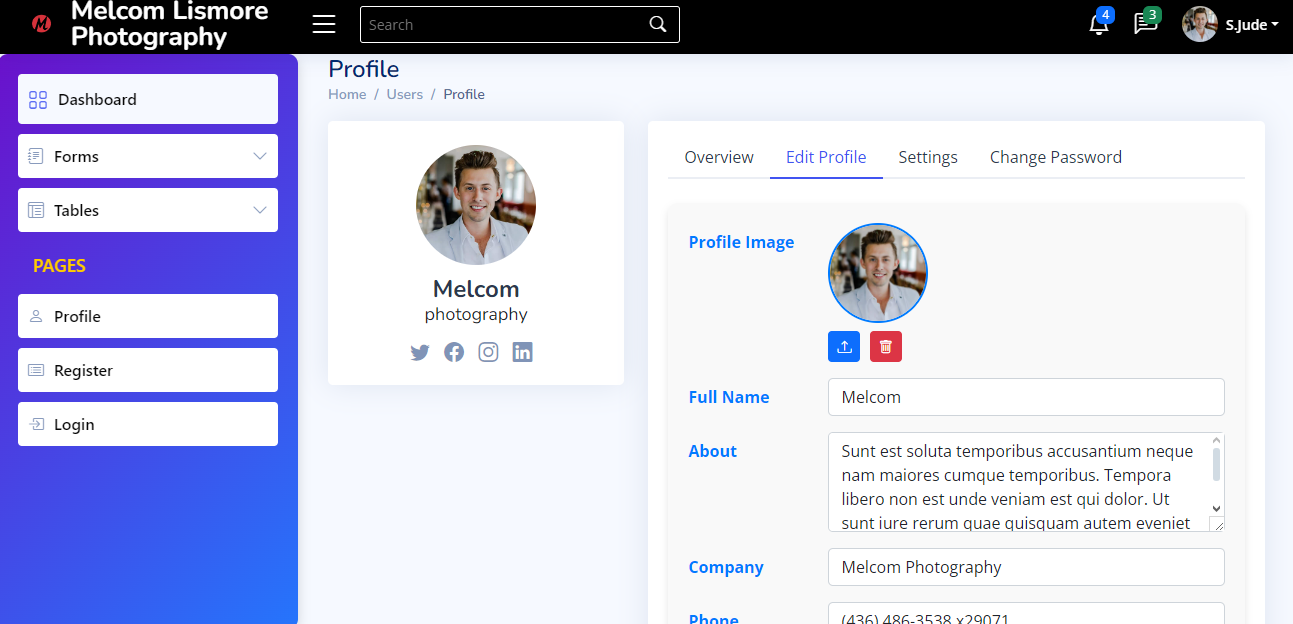 Melcom Lismore
Photography
Search
4
3
S.Jude
Dashboard
Forms
Tables
PAGES
Profile
Register
Login
Profile
Home / Users / Profile
Melcom
photography
Overview
Edit Profile
Settings
Change Password
Profile Image
Full Name
Melcom
About
Sunt est soluta temporibus accusantium neque
nam maiores cumque temporibus. Tempora
libero non est unde veniam est qui dolor. Ut
sunt iure rerum quae quisquam autem eveniet
Company
Melcom Photography
Phone
(436) 486-3538 x29071